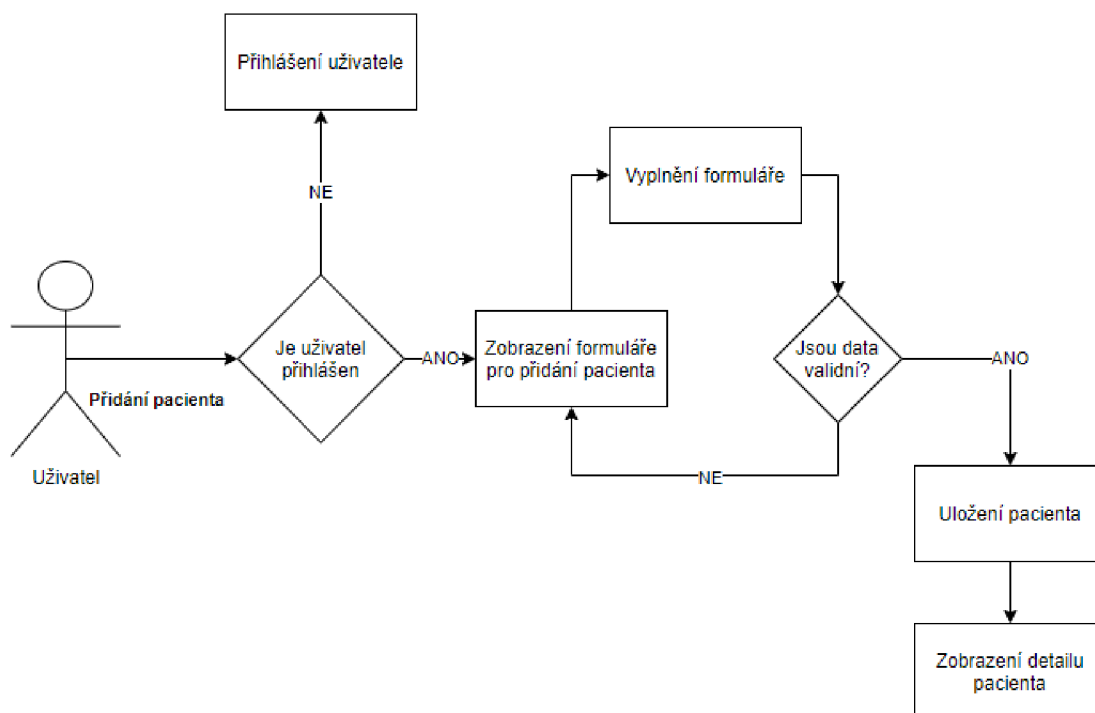 Přihlášení uživatele
Vyplnění formuláře
NE
Je uživatel
přihlášen
ANO
Zobrazení formuláře
pro přidání pacienta
Jsou data
validní?
ANO
Přidání pacienta
Uživatel
NE
Uložení pacienta
Zobrazení detailu
pacienta